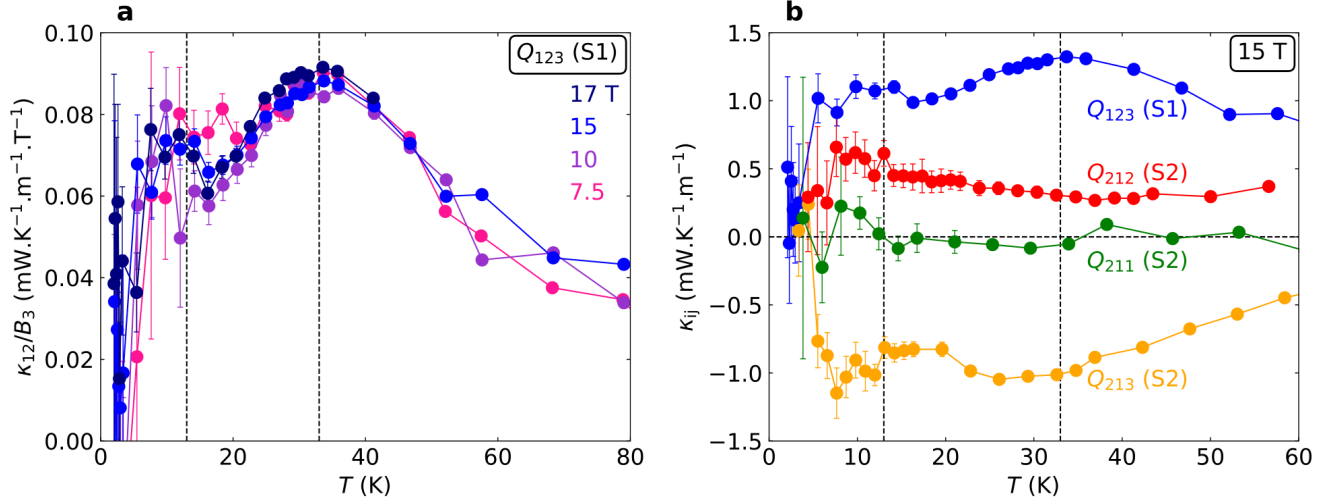 a
Q₁₂₃ (S1)
17 T
15
10
7.5
0.10
0.08
0.06
0.04
0.02
0.00
κ₁₂/B₃ (mW.K⁻¹.m⁻¹.T⁻¹)
0 20 40 60 80
T (K)
b
15 T
Q₁₂₃ (S1)
Q₂₁₂ (S2)
Q₂₁₁ (S2)
Q₂₁₃ (S2)
1.5
1.0
0.5
0.0
−0.5
−1.0
−1.5
κᵢⱼ (mW.K⁻¹.m⁻¹)
0 10 20 30 40 50 60
T (K)